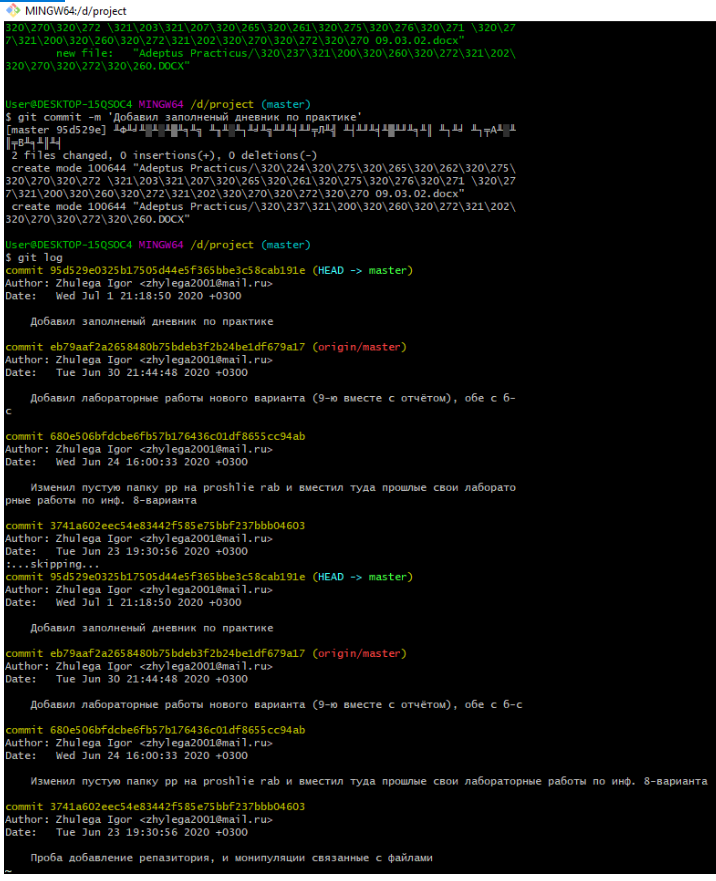 MINGW64:/d/project
320\270\320\272 \321\203\321\207\320\265\320\261\320\275\320\276\320\271 \320\27
7\321\200\320\260\320\272\321\202\320\270\320\272\320\270 09.03.02.docx"
new file:   "Adeptus Practicus/\320\237\321\200\320\260\320\272\321\202\
320\270\320\272\320\260.DOCX"
User@DESKTOP-15QSOC4 MINGW64 /d/project (master)
$ git commit -m 'Добавил заполненый дневник по практике'
[master 95d529e]
2 files changed, 0 insertions(+), 0 deletions(-)
create mode 100644 "Adeptus Practicus/\320\224\320\275\320\265\320\262\320\275\
320\270\320\272 \321\203\321\207\320\265\320\261\320\275\320\276\320\271 \320\27
7\321\200\320\260\320\272\321\202\320\270\320\272\320\270 09.03.02.docx"
create mode 100644 "Adeptus Practicus/\320\237\321\200\320\260\320\272\321\202\
320\270\320\272\320\260.DOCX"
User@DESKTOP-15QSOC4 MINGW64 /d/project (master)
$ git log
commit 95d529e0325b17505d44e5f365bbe3c58cab191e (HEAD -> master)
Author: Zhulega Igor <zhylega2001@mail.ru>
Date:   Wed Jul 1 21:18:50 2020 +0300
Добавил заполненый дневник по практике
commit eb79aaf2a2658480b75bdeb3f2b24be1df679a17 (origin/master)
Author: Zhulega Igor <zhylega2001@mail.ru>
Date:   Tue Jun 30 21:44:48 2020 +0300
Добавил лабораторные работы нового варианта (9-ю вместе с отчётом), обе с б-
с
commit 680e506bfdcbe6fb57b176436c01df8655cc94ab
Author: Zhulega Igor <zhylega2001@mail.ru>
Date:   Wed Jun 24 16:00:33 2020 +0300
Изменил пустую папку pp на proshlie rab и вместил туда прошлые свои лаборато
рные работы по инф. 8-варианта
commit 3741a602eec54e83442f585e75bbf237bbb04603
Author: Zhulega Igor <zhylega2001@mail.ru>
Date:   Tue Jun 23 19:30:56 2020 +0300
:...skipping...
commit 95d529e0325b17505d44e5f365bbe3c58cab191e (HEAD -> master)
Author: Zhulega Igor <zhylega2001@mail.ru>
Date:   Wed Jul 1 21:18:50 2020 +0300
Добавил заполненый дневник по практике
commit eb79aaf2a2658480b75bdeb3f2b24be1df679a17 (origin/master)
Author: Zhulega Igor <zhylega2001@mail.ru>
Date:   Tue Jun 30 21:44:48 2020 +0300
Добавил лабораторные работы нового варианта (9-ю вместе с отчётом), обе с б-с
commit 680e506bfdcbe6fb57b176436c01df8655cc94ab
Author: Zhulega Igor <zhylega2001@mail.ru>
Date:   Wed Jun 24 16:00:33 2020 +0300
Изменил пустую папку pp на proshlie rab и вместил туда прошлые свои лабораторные работы по инф. 8-варианта
commit 3741a602eec54e83442f585e75bbf237bbb04603
Author: Zhulega Igor <zhylega2001@mail.ru>
Date:   Tue Jun 23 19:30:56 2020 +0300
Проба добавление репазитория, и монипуляции связанные с файлами
~